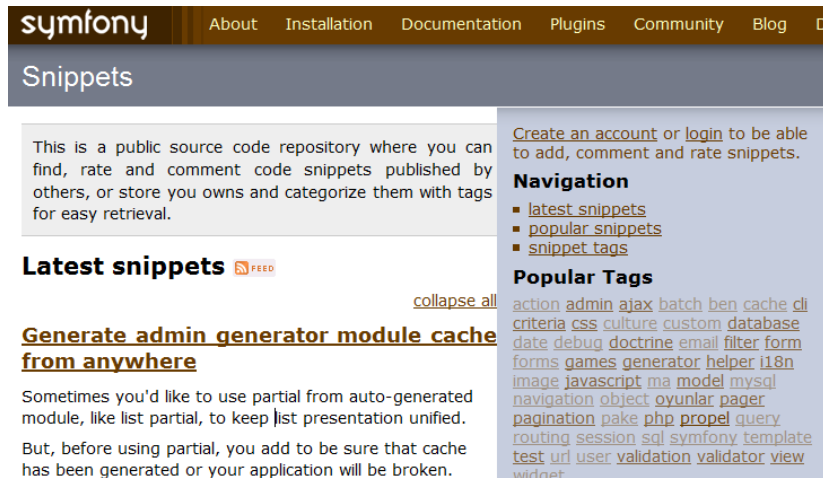 symfony About Installation Documentation Plugins Community Blog
Snippets
This is a public source code repository where you can
find, rate and comment code snippets published by
others, or store you owns and categorize them with tags
for easy retrieval.
Latest snippets FEED
collapse all
Generate admin generator module cache
from anywhere
Sometimes you'd like to use partial from auto-generated
module, like list partial, to keep list presentation unified.
But, before using partial, you add to be sure that cache
has been generated or your application will be broken.
Create an account or login to be able
to add, comment and rate snippets.
Navigation
latest snippets
popular snippets
snippet tags
Popular Tags
action admin ajax batch ben cache cli
criteria css culture custom database
date debug doctrine email filter form
forms games generator helper i18n
image javascript ma model mysql
navigation object oyunlar pager
pagination pake php propel query
routing session sql symfony template
test url user validation validator view
widget